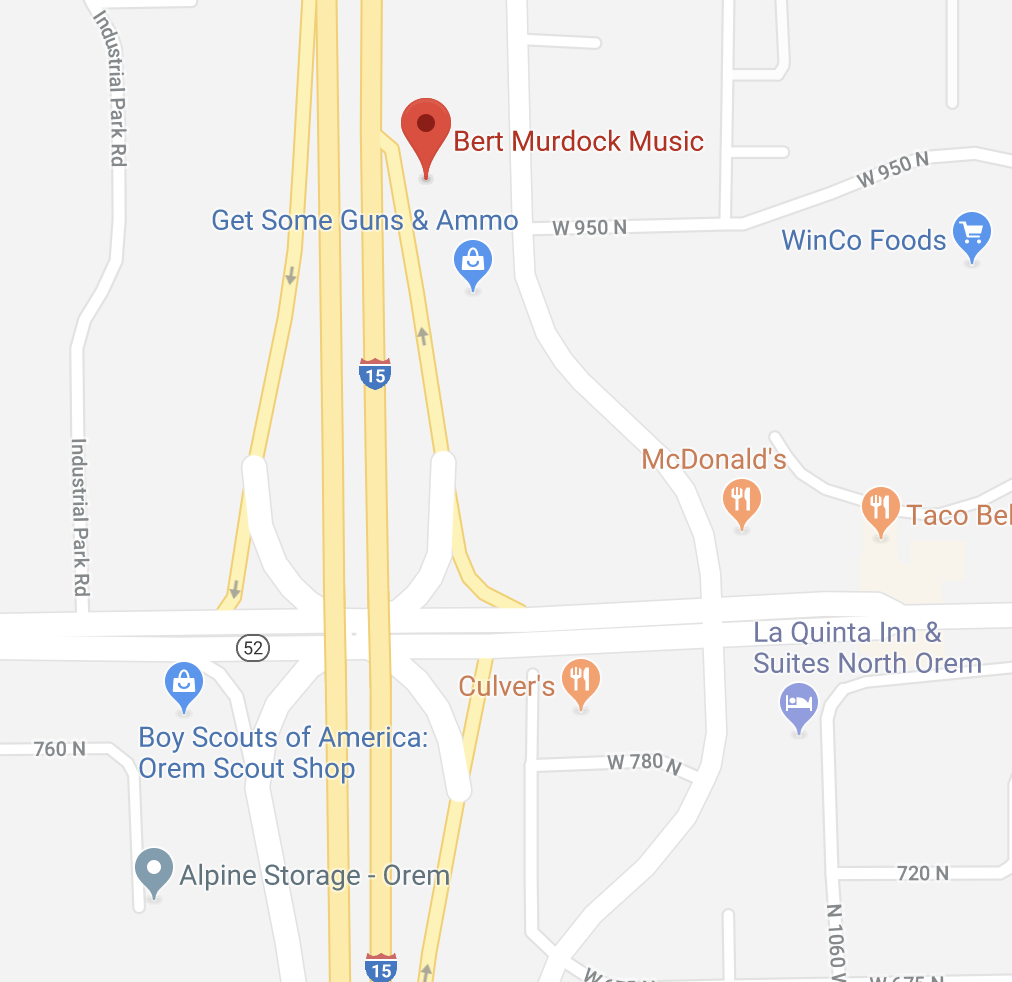 Industrial Park Rd
Bert Murdock Music
W 950 N
Get Some Guns & Ammo
W 950 N
WinCo Foods
15
Industrial Park Rd
McDonald's
Taco Bel
52
La Quinta Inn &
Suites North Orem
Culver's
Boy Scouts of America:
Orem Scout Shop
760 N
W 780 N
Alpine Storage - Orem
720 N
N 1060 W
15